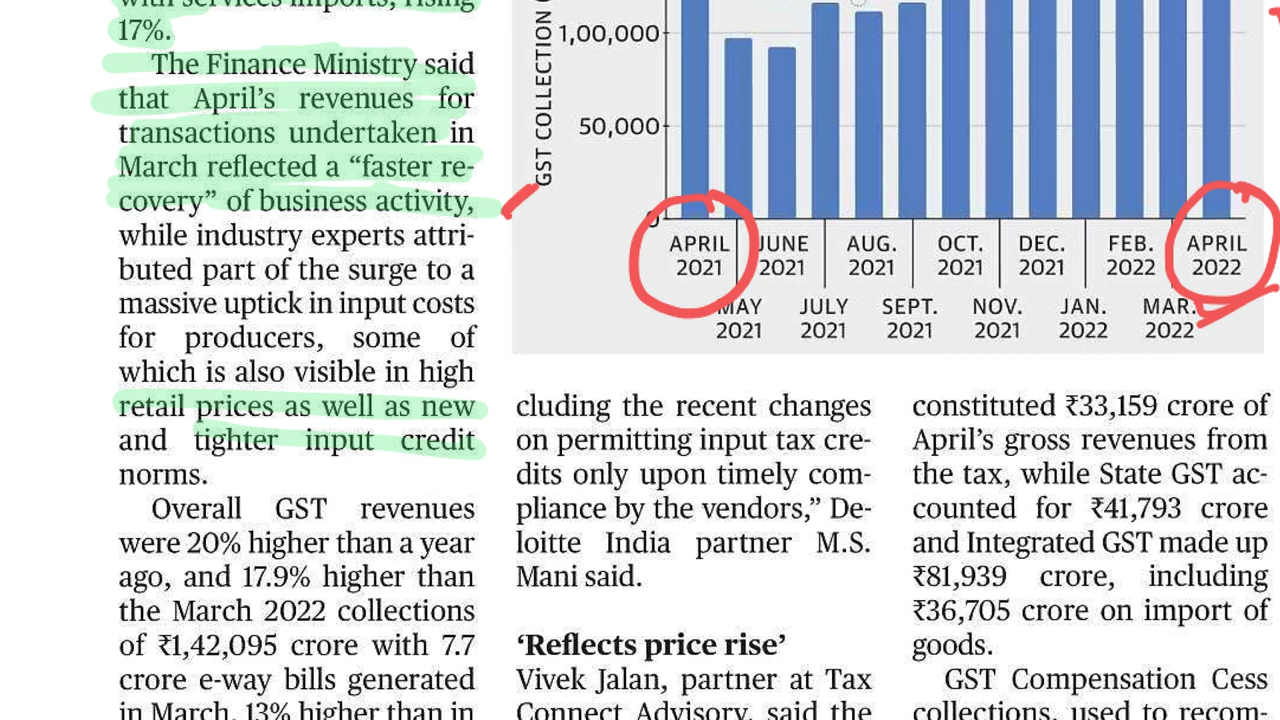 with services imports, rising
17%.
The Finance Ministry said
that April's revenues for
transactions undertaken in
March reflected a “faster re-
covery” of business activity,
while industry experts attri-
buted part of the surge to a
massive uptick in input costs
for producers, some of
which is also visible in high
retail prices as well as new
and tighter input credit
norms.
Overall GST revenues
were 20% higher than a year
ago, and 17.9% higher than
the March 2022 collections
of ₹1,42,095 crore with 7.7
crore e-way bills generated
in March, 13% higher than in
GST COLLECTION (
1,00,000
50,000
0
APRIL
2021
MAY
2021
JUNE
2021
JULY
2021
AUG.
2021
SEPT.
2021
OCT.
2021
NOV.
2021
DEC.
2021
JAN.
2022
FEB.
2022
MAR.
2022
APRIL
2022
cluding the recent changes
on permitting input tax cre-
dits only upon timely com-
pliance by the vendors,” De-
loitte India partner M.S.
Mani said.
‘Reflects price rise’
Vivek Jalan, partner at Tax
Connect Advisory, said the
constituted ₹33,159 crore of
April’s gross revenues from
the tax, while State GST ac-
counted for ₹41,793 crore
and Integrated GST made up
₹81,939 crore, including
₹36,705 crore on import of
goods.
GST Compensation Cess
collections, used to recom-